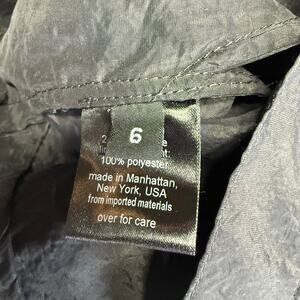 6
100% polyester
made in Manhattan,
New York, USA
from imported materials
over for care